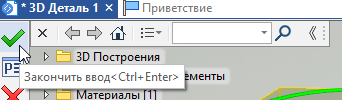 * 3D Деталь 1
Приветствие
3D Построения
Закончить ввод<Ctrl+Enter>
ементы
Материалы [1]